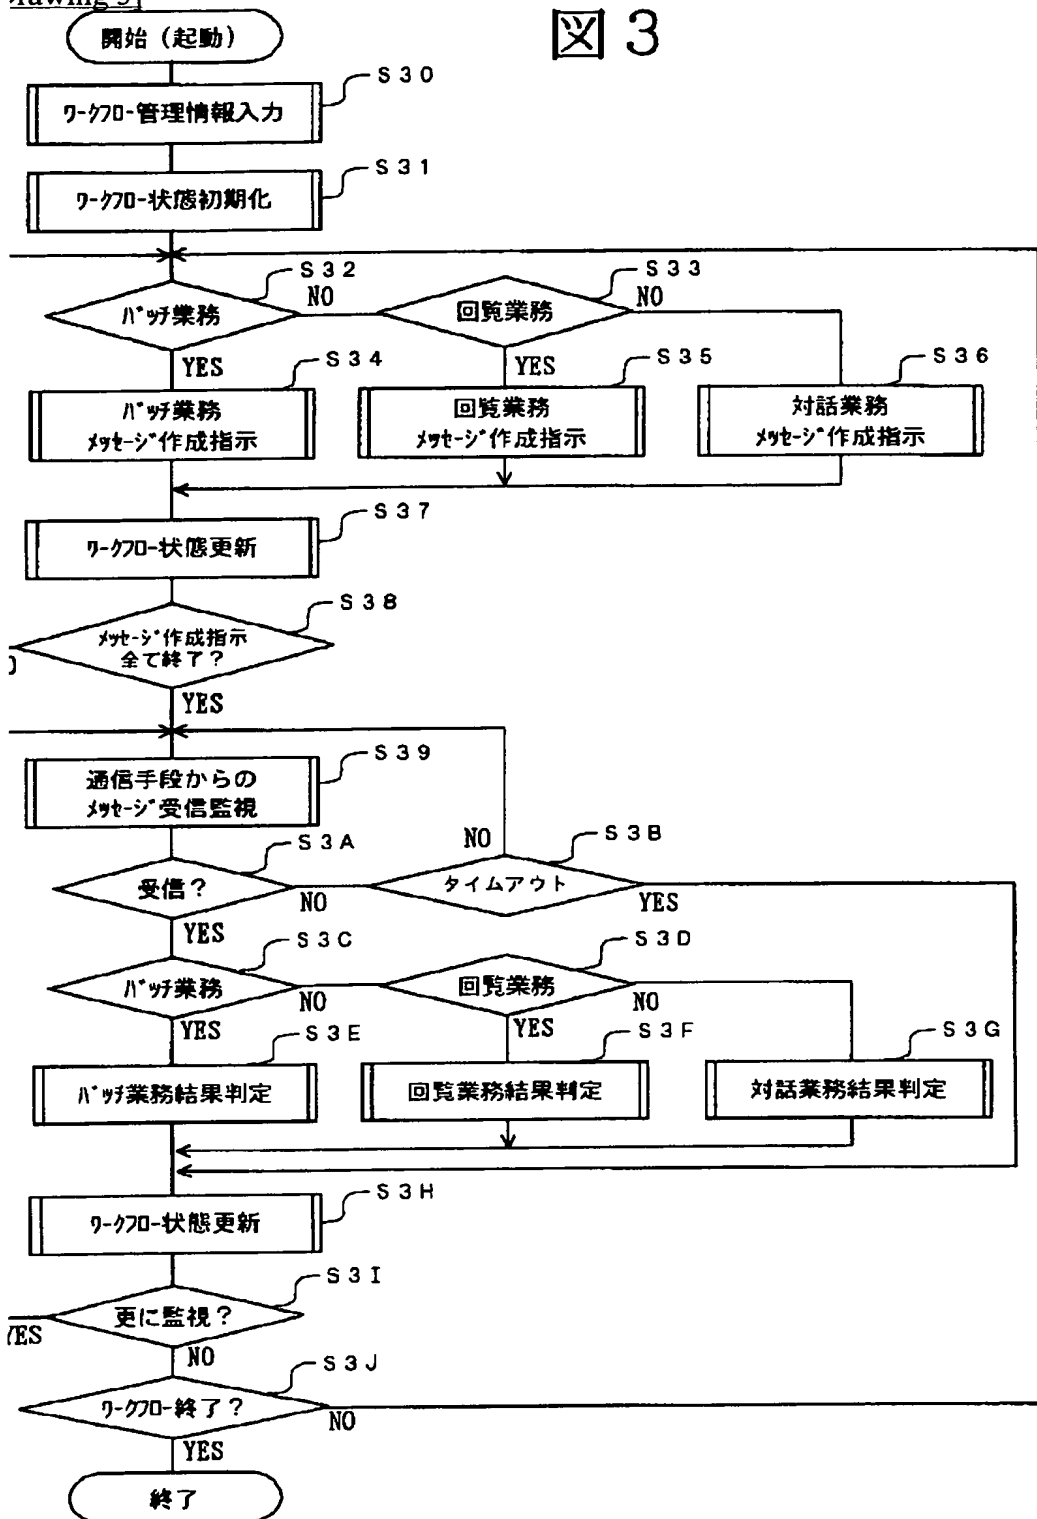 rawing 3]
図3
開始（起動）
S30
ワークフロー管理情報入力
S31
ワークフロー状態初期化
S32
バッチ業務
NO
S33
回覧業務
NO
YES
S34
バッチ業務
メッセージ作成指示
YES
S35
回覧業務
メッセージ作成指示
S36
対話業務
メッセージ作成指示
S37
ワークフロー状態更新
S38
メッセージ作成指示
全て終了？
YES
S39
通信手段からの
メッセージ受信監視
S3A
受信？
NO
NO
S3B
タイムアウト
YES
YES
S3C
バッチ業務
NO
S3D
回覧業務
NO
YES
S3E
バッチ業務結果判定
YES
S3F
回覧業務結果判定
S3G
対話業務結果判定
S3H
ワークフロー状態更新
S3I
更に監視？
YES
NO
S3J
ワークフロー終了？
NO
YES
終了